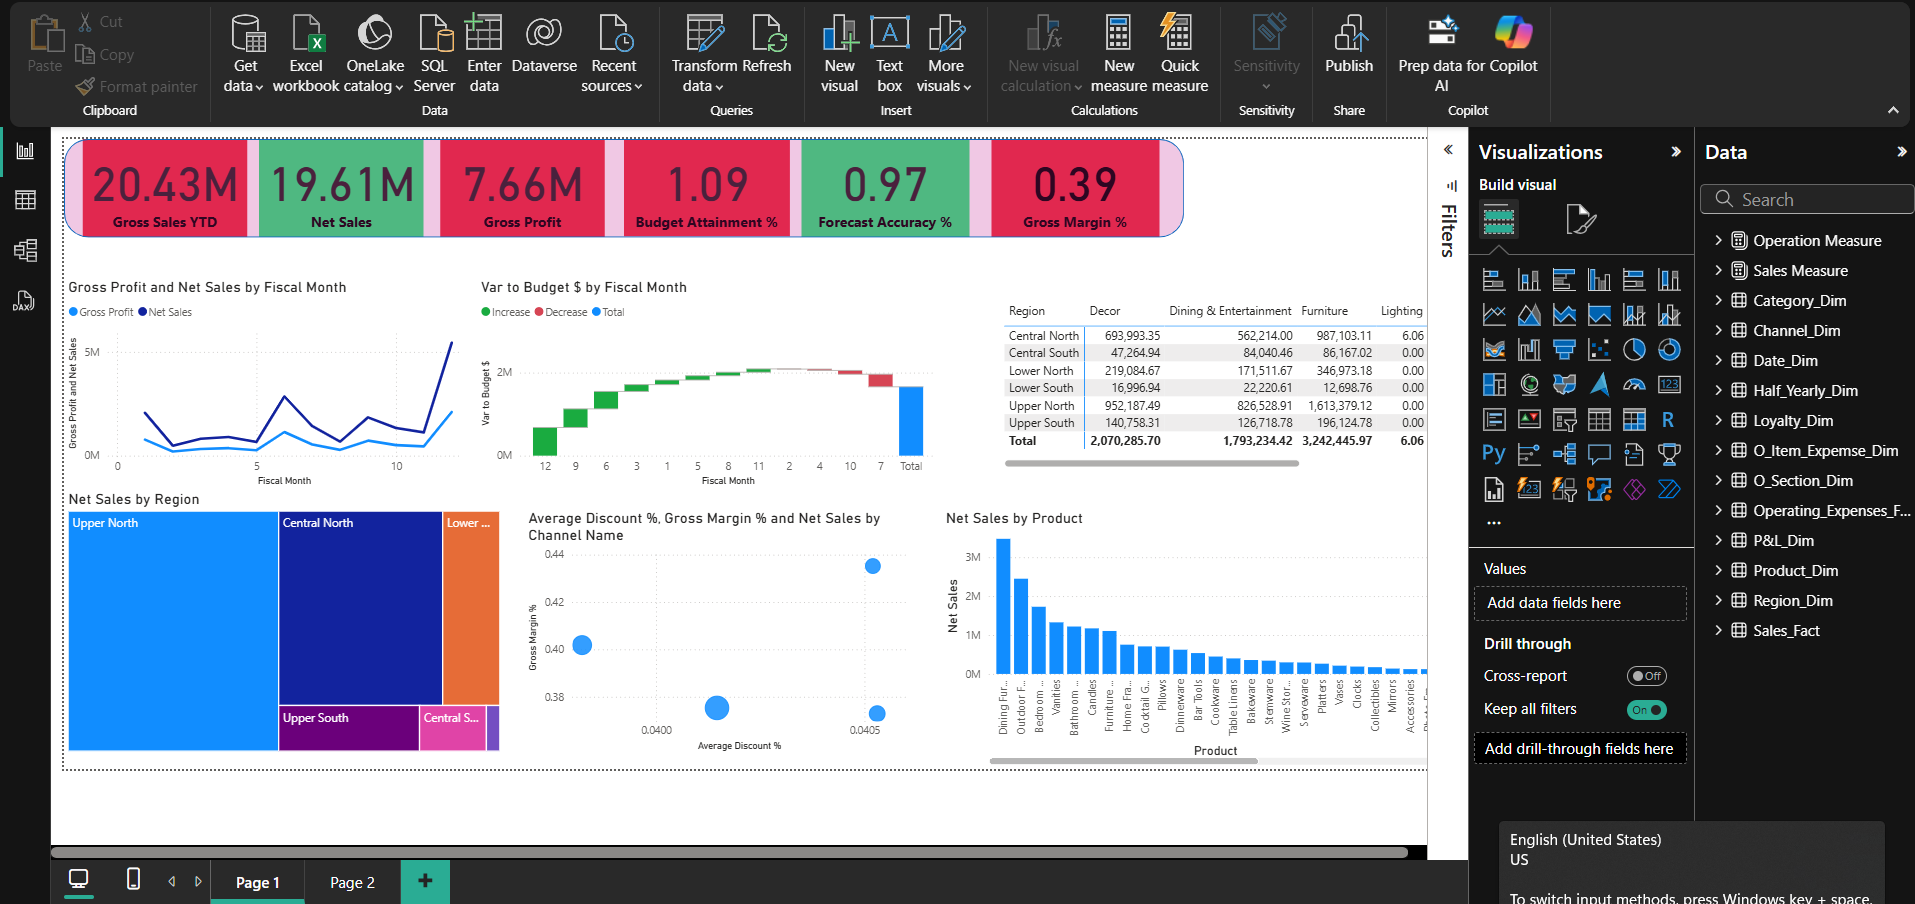 Paste
Cut
Copy
Format painter
Clipboard
Get data
Excel workbook
OneLake catalog
SQL Server
Enter data
Dataverse
Recent sources
Data
Transform data
Refresh
Queries
New visual
Text box
More visuals
Insert
New visual calculation
New measure
Quick measure
Calculations
Sensitivity
Sensitivity
Publish
Share
Prep data for AI
Copilot
Copilot
20.43M
Gross Sales YTD
19.61M
Net Sales
7.66M
Gross Profit
1.09
Budget Attainment %
0.97
Forecast Accuracy %
0.39
Gross Margin %
Gross Profit and Net Sales by Fiscal Month
Gross Profit Net Sales
Gross Profit and Net Sales
5M
0M
0 5 10
Fiscal Month
Var to Budget $ by Fiscal Month
Increase Decrease Total
Var to Budget $
2M
0M
12 9 6 3 1 5 8 11 2 4 10 7 Total
Fiscal Month
Region Decor Dining & Entertainment Furniture Lighting
Central North 693,993.35 562,214.00 987,103.11 6.06
Central South 47,264.94 84,040.46 86,167.02 0.00
Lower North 219,084.67 171,511.67 346,973.18 0.00
Lower South 16,996.94 22,220.61 12,698.76 0.00
Upper North 952,187.49 826,528.91 1,613,379.12 0.00
Upper South 140,758.31 126,718.78 196,124.78 0.00
Total 2,070,285.70 1,793,234.42 3,242,445.97 6.06
Net Sales by Region
Upper North
Central North
Lower ...
Upper South
Central S...
Average Discount %, Gross Margin % and Net Sales by
Channel Name
Gross Margin %
0.44
0.42
0.40
0.38
0.0400 0.0405
Average Discount %
Net Sales by Product
Net Sales
3M
2M
1M
0M
Dining Fur...
Outdoor F...
Bedroom ...
Vanities
Bathroom ...
Candles
Furniture ...
Home Fra...
Cocktail G...
Pillows
Dinnerware
Bar Tools
Cookware
Table Linens
Bakeware
Stemware
Wine Stor...
Serveware
Platters
Vases
Clocks
Collectibles
Mirrors
Accessories
Product
Filters
Visualizations
Build visual
123
R
Py
123
...
Values
Add data fields here
Drill through
Cross-report
Off
Keep all filters
On
Add drill-through fields here
Data
Search
Operation Measure
Sales Measure
Category_Dim
Channel_Dim
Date_Dim
Half_Yearly_Dim
Loyalty_Dim
O_Item_Expemse_Dim
O_Section_Dim
Operating_Expenses_F...
P&L_Dim
Product_Dim
Region_Dim
Sales_Fact
DAX
Page 1
Page 2
English (United States)
US
To switch input methods, press Windows key + space.